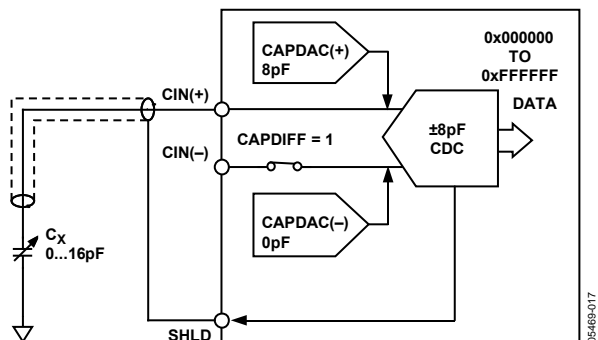 CAPDAC(+)
8pF
0x000000
TO
0xFFFFFF
DATA
CIN(+)
CIN(–)
CAPDIFF = 1
±8pF
CDC
CAPDAC(–)
0pF
CX
0...16pF
SHLD
05469-017